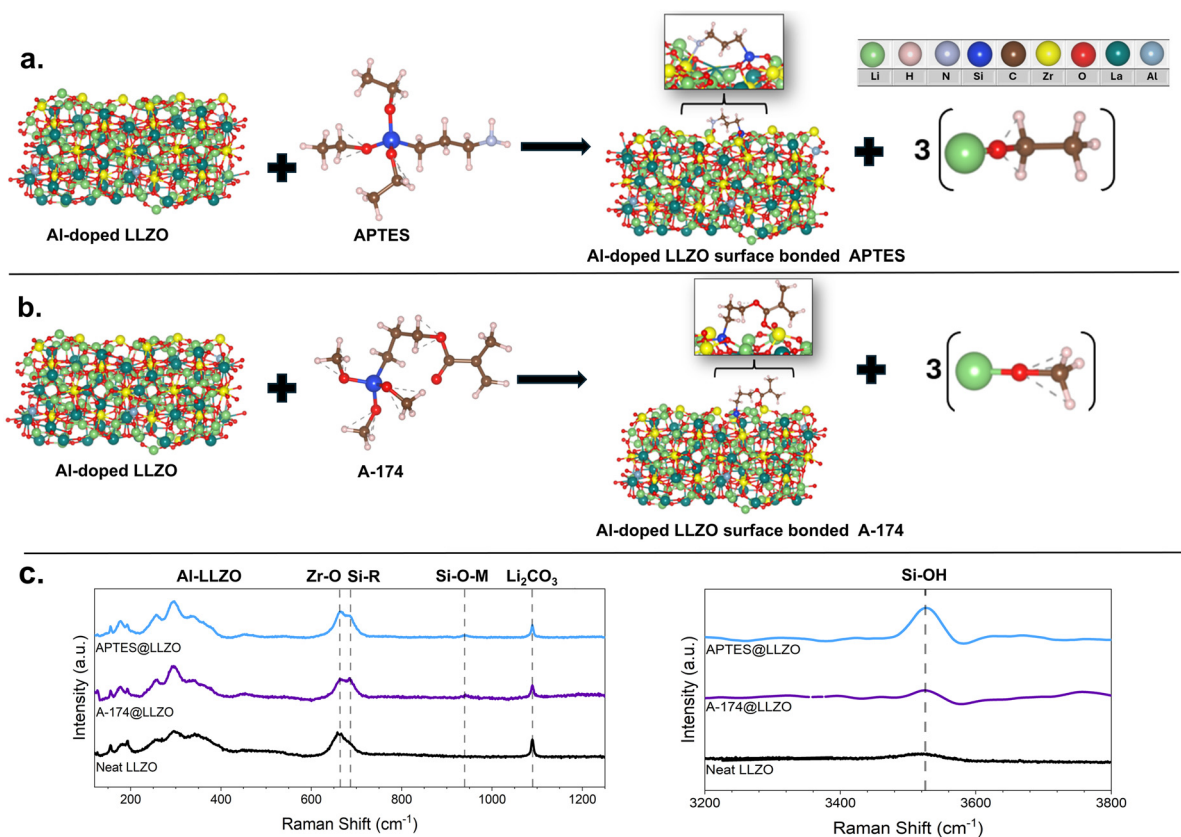 a.
Li H N Si C Zr O La Al
3
Al-doped LLZO
APTES
Al-doped LLZO surface bonded APTES
b.
3
Al-doped LLZO
A-174
Al-doped LLZO surface bonded A-174
c.
Al-LLZO Zr-O Si-R Si-O-M Li₂CO₃
Intensity (a.u.)
APTES@LLZO
A-174@LLZO
Neat LLZO
200 400 600 800 1000 1200
Raman Shift (cm⁻¹)
Si-OH
Intensity (a.u.)
APTES@LLZO
A-174@LLZO
Neat LLZO
3200 3400 3600 3800
Raman Shift (cm⁻¹)